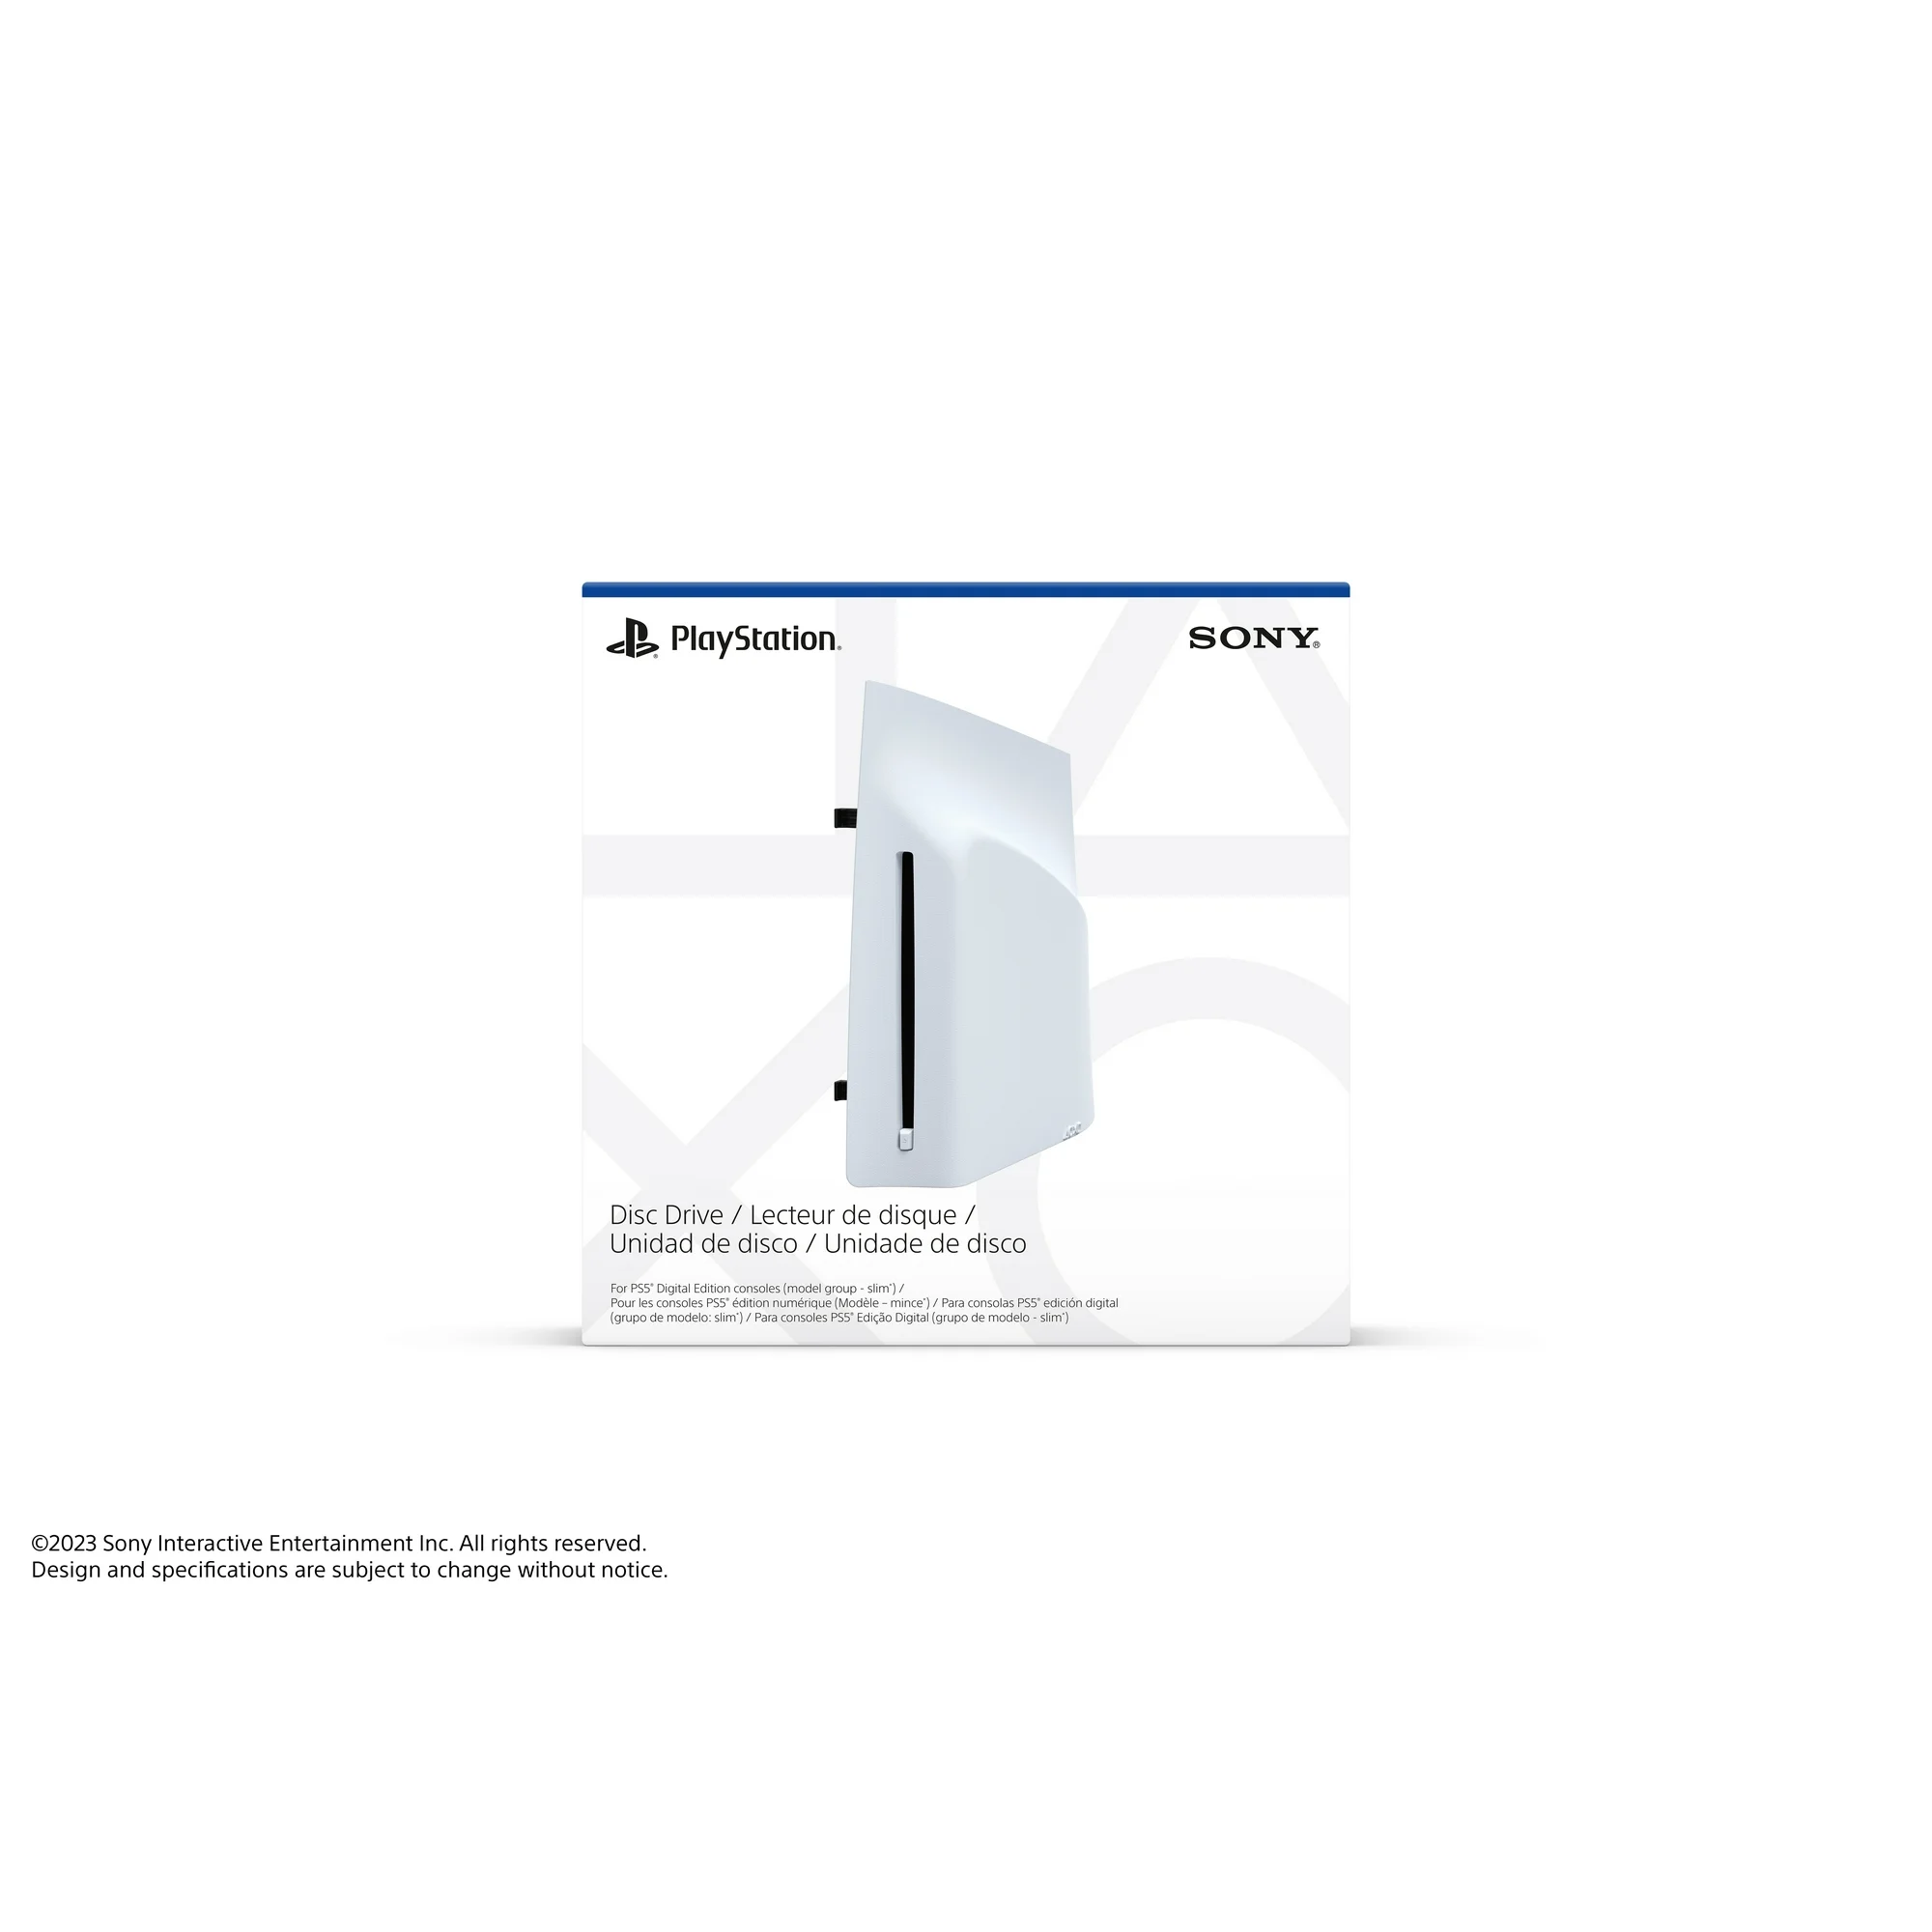 PlayStation®
SONY®
Disc Drive / Lecteur de disque /
Unidad de disco / Unidade de disco
For PS5® Digital Edition consoles (model group - slim*) /
Pour les consoles PS5® édition numérique (Modèle – mince*) / Para consolas PS5® edición digital
(grupo de modelo: slim*) / Para consoles PS5® Edição Digital (grupo de modelo - slim*)
©2023 Sony Interactive Entertainment Inc. All rights reserved.
Design and specifications are subject to change without notice.